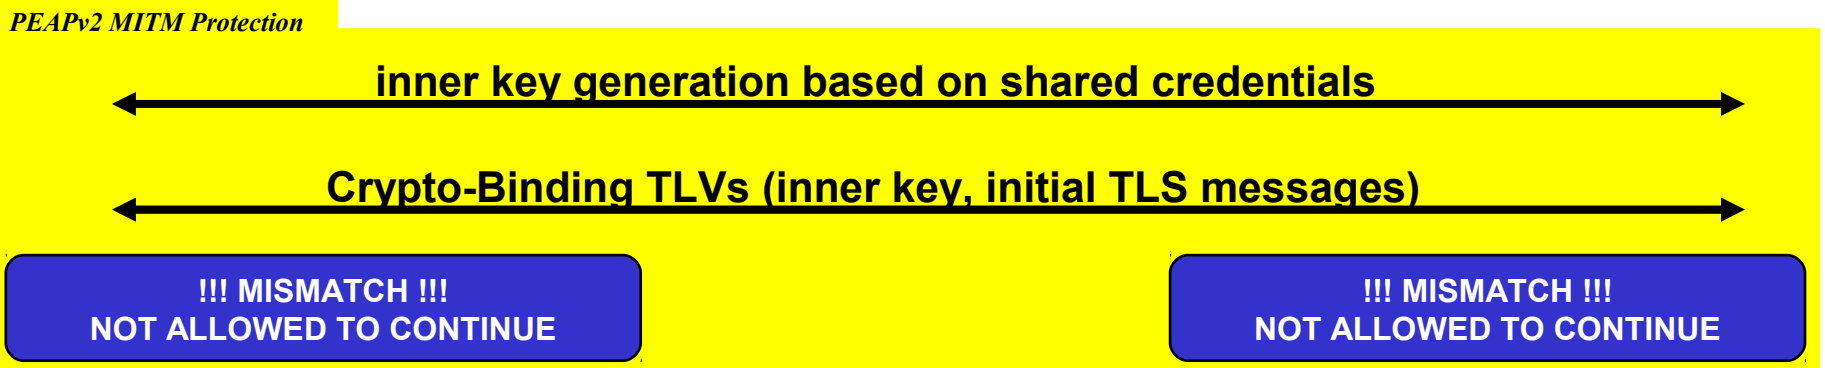 PEAPv2 MITM Protection
inner key generation based on shared credentials
Crypto-Binding TLVs (inner key, initial TLS messages)
!!! MISMATCH !!!
NOT ALLOWED TO CONTINUE
!!! MISMATCH !!!
NOT ALLOWED TO CONTINUE